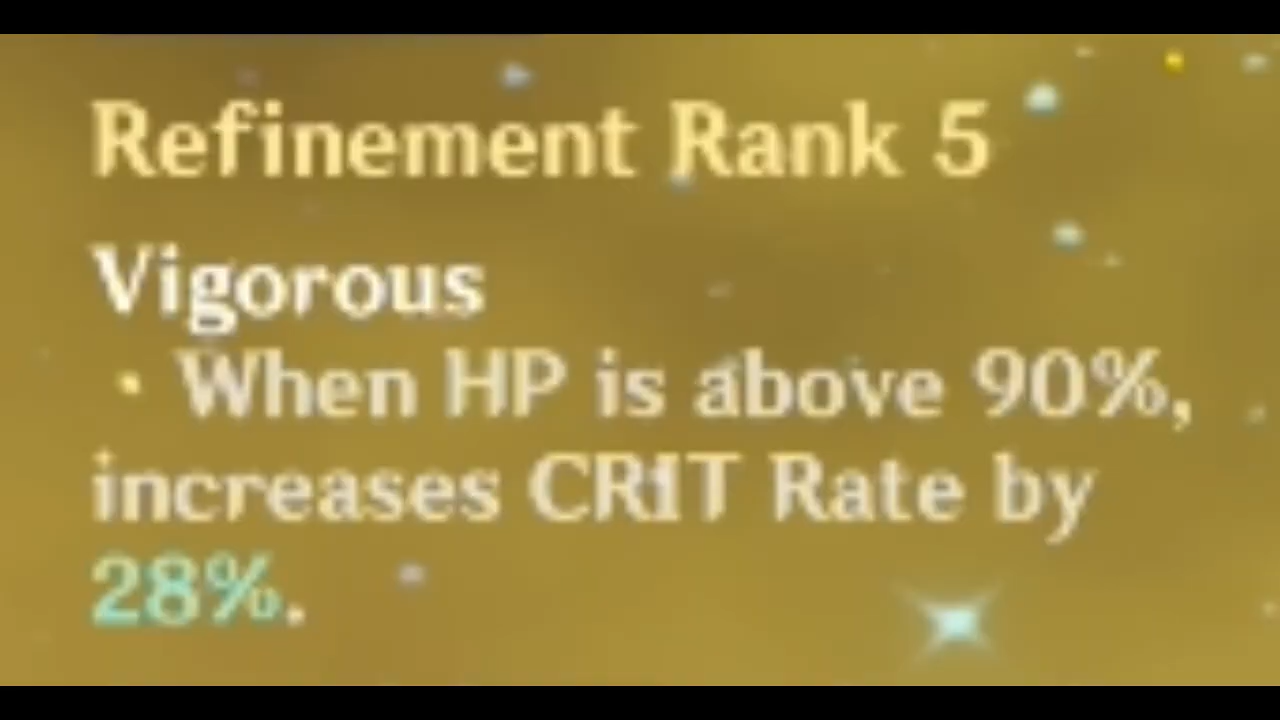 Refinement Rank 5
Vigorous
· When HP is above 90%,
increases CRIT Rate by
28%.